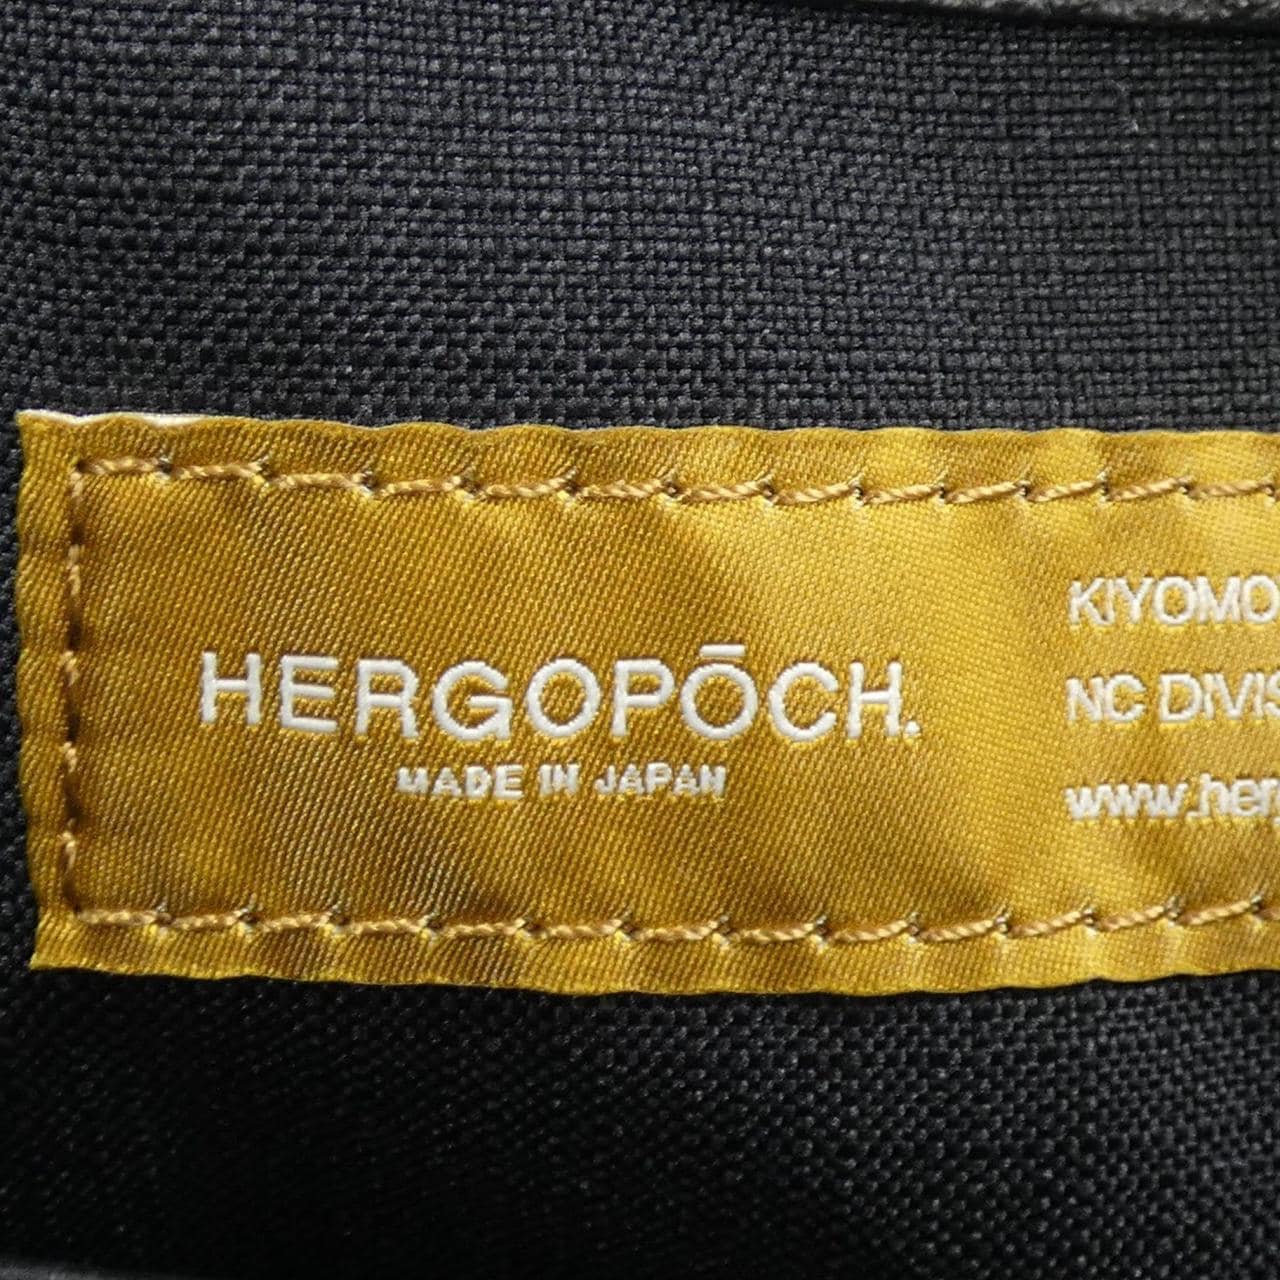 HERGOPŌCH.
MADE IN JAPAN
KIYOMO
NC DIVIS
www.her